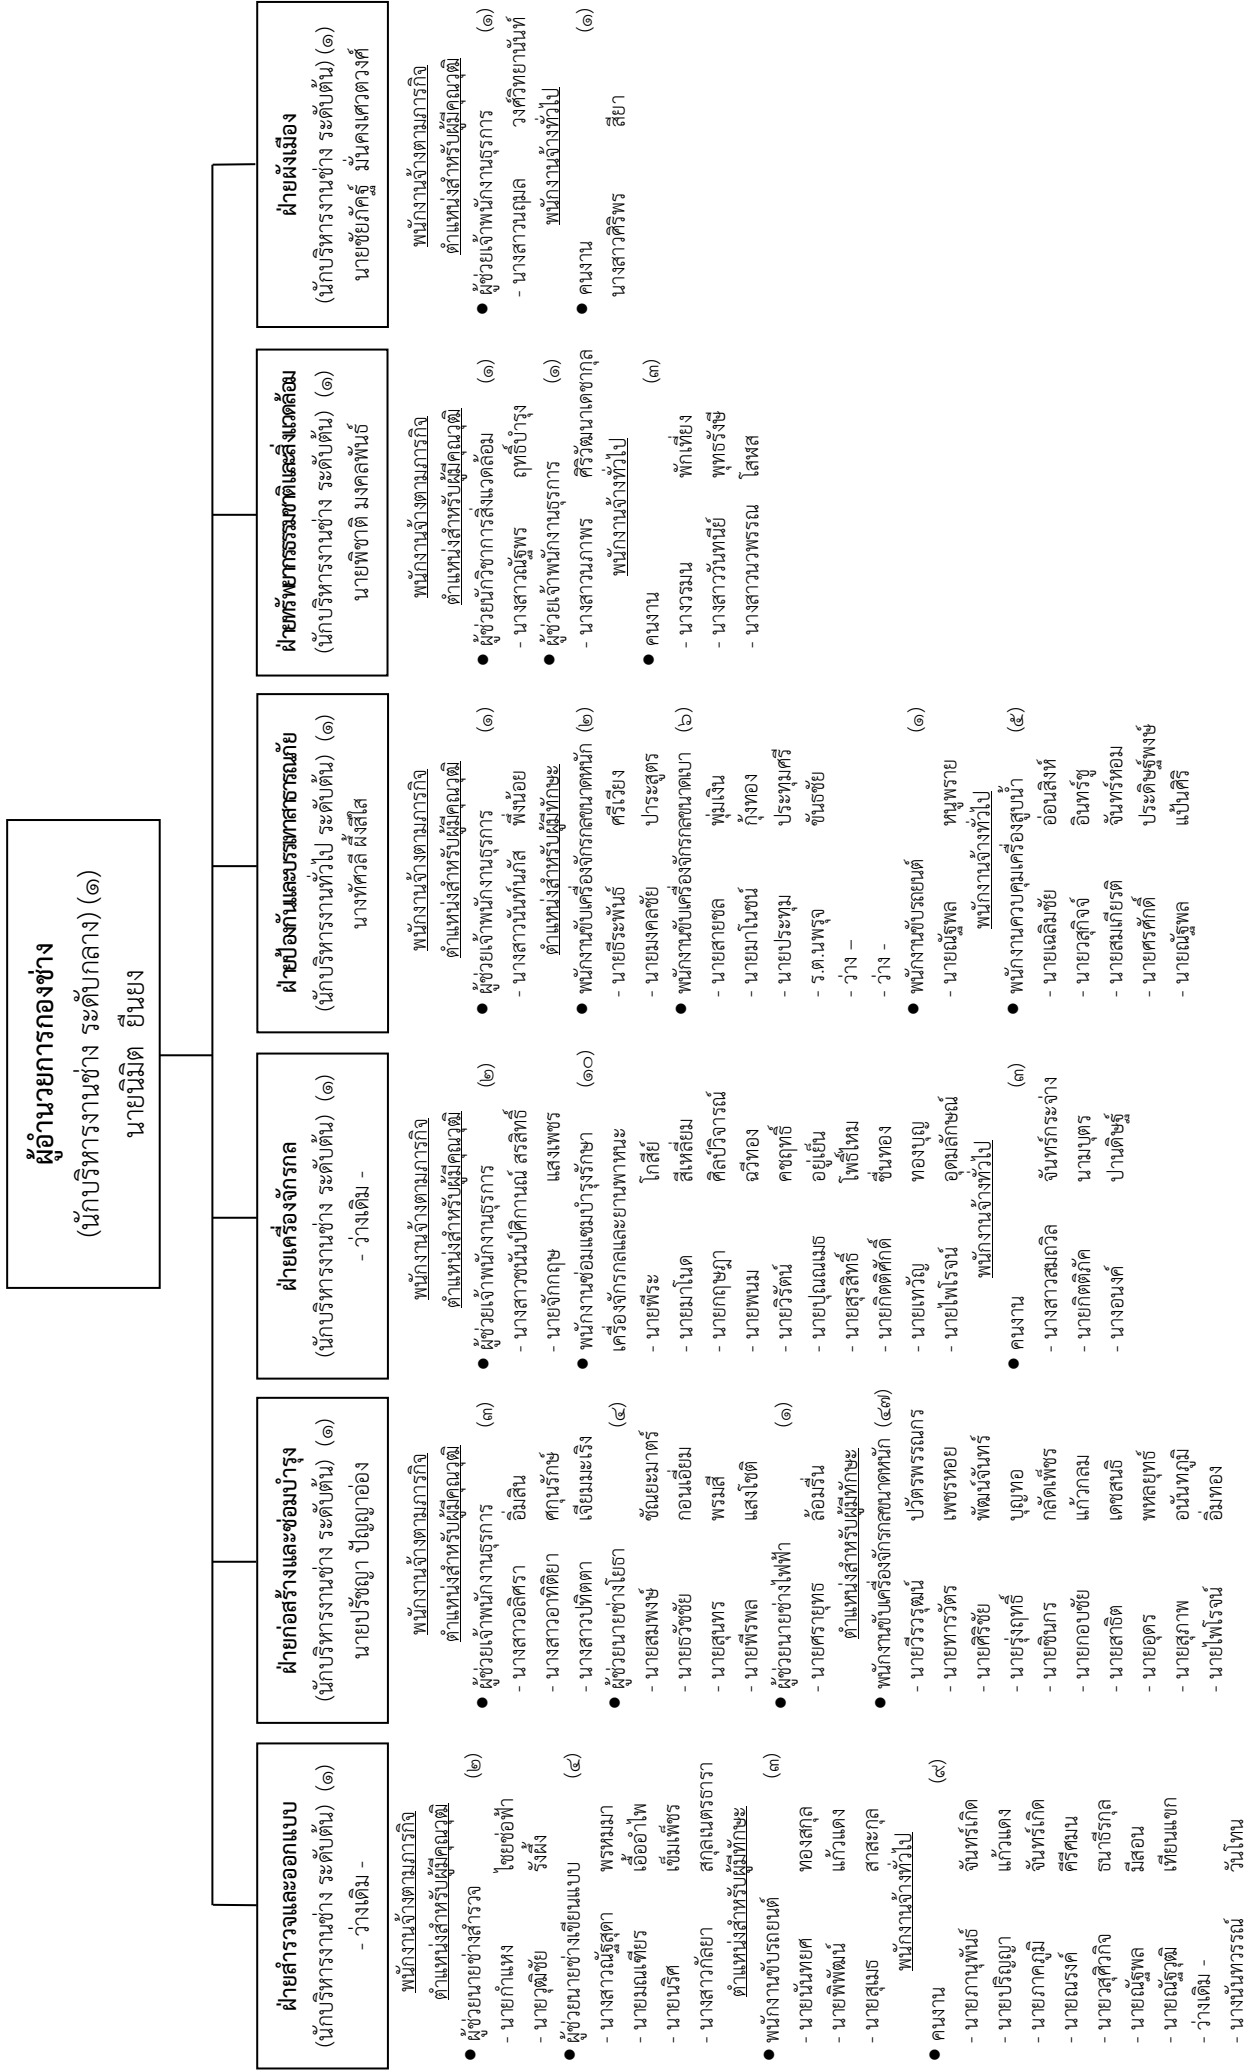 ผู้อำนวยการกองช่าง
(นักบริหารงานช่าง ระดับกลาง) (๑)
นายนิมิต ยืนยง
ฝ่ายสำรวจและออกแบบ
(นักบริหารงานช่าง ระดับต้น) (๑)
- ว่างเดิม -
พนักงานจ้างตามภารกิจ
ตำแหน่งสำหรับผู้มีคุณวุฒิ
● ผู้ช่วยนายช่างสำรวจ (๒)
- นายกำแหง ไชยช่อฟ้า
- นายวุฒิชัย รังผึ้ง
● ผู้ช่วยนายช่างเขียนแบบ (๔)
- นางสาวณัฐสุดา พรหมมา
- นายมณเฑียร เอื้ออำไพ
- นายนริศ เข็มเพ็ชร
- นางสาวกัลยา สกุลเนตรธารา
ตำแหน่งสำหรับผู้มีทักษะ
● พนักงานขับรถยนต์ (๓)
- นายนันทยศ ทองสกุล
- นายพิพัฒน์ แก้วแดง
- นายสุเมธ สาสะกุล
พนักงานจ้างทั่วไป
● คนงาน (๙)
- นายภานุพันธ์ จันทร์เกิด
- นายปริญญา แก้วแดง
- นายภาคภูมิ จันทร์เกิด
- นายณรงค์ คีรีศมน
- นายวสุศิวกิจ ธนาธีรกุล
- นายณัฐพล มีสอน
- นายณัฐวุฒิ เทียนแขก
- ว่างเดิม -
- นางนันทวรรณ์ วันโทน
ฝ่ายก่อสร้างและซ่อมบำรุง
(นักบริหารงานช่าง ระดับต้น) (๑)
นายปรัชญา ปัญญาอ่อง
พนักงานจ้างตามภารกิจ
ตำแหน่งสำหรับผู้มีคุณวุฒิ
● ผู้ช่วยเจ้าพนักงานธุรการ (๓)
- นางสาวอลิศรา อิ่มสิน
- นางสาวอาทิติยา ศกุนรักษ์
- นางสาวปทิตตา เจียมมะเริง
● ผู้ช่วยนายช่างโยธา (๔)
- นายสมพงษ์ ชัณยะมาตร์
- นายธวัชชัย กอนเอี่ยม
- นายสุนทร พรมสี
- นายพีรพล แสงโชติ
● ผู้ช่วยนายช่างไฟฟ้า (๑)
- นายศรายุทธ ล้อมรื่น
ตำแหน่งสำหรับผู้มีทักษะ
● พนักงานขับเครื่องจักรกลขนาดหนัก (๔๗)
- นายวีรวรุฒน์ ปวัตรพรรณกร
- นายทารวัตร เพชรหอย
- นายศิริชัย พัฒน์จันทร์
- นายรุ่งฤทธิ์ บุญทอ
- นายชินกร กลัดเพ็ชร
- นายกอบชัย แก้วกลม
- นายสาธิต เดชสนธิ
- นายอุดร พหลยุทธ์
- นายสุภาพ อนันทภูมิ
- นายไพโรจน์ อิ่มทอง
ฝ่ายเครื่องจักรกล
(นักบริหารงานช่าง ระดับต้น) (๑)
- ว่างเดิม -
พนักงานจ้างตามภารกิจ
ตำแหน่งสำหรับผู้มีคุณวุฒิ
● ผู้ช่วยเจ้าพนักงานธุรการ (๒)
- นางสาวชนันป์ศิกานณ์ สรสิทธิ์
- นายจักกฤษ แสงเพชร
● พนักงานซ่อมแซมบำรุงรักษา (๑๐)
เครื่องจักรกลและยานพาหนะ
- นายพีระ โกสีย์
- นายมาโนด สีเหลี่ยม
- นายกฤษฎา ศิลป์วิจารณ์
- นายพนม ฉวีทอง
- นายวิรัตน์ คชฤทธิ์
- นายปุณณเมธ อยู่เย็น
- นายสุรสิทธิ์ โพธิ์ไหม
- นายกิตติศักดิ์ ชื่นทอง
- นายเทวัญ ทองบุญ
- นายไพโรจน์ อุดมลักษณ์
พนักงานจ้างทั่วไป
● คนงาน (๓)
- นางสาวสมถวิล จันทร์กระจ่าง
- นายกิตติภัค นามบุตร
- นางอนงค์ ปานดิษฐ์
ฝ่ายป้องกันและบรรเทาสาธารณภัย
(นักบริหารงานทั่วไป ระดับต้น) (๑)
นางทัศวลี ผึ้งสีใส
พนักงานจ้างตามภารกิจ
ตำแหน่งสำหรับผู้มีคุณวุฒิ
● ผู้ช่วยเจ้าพนักงานธุรการ (๑)
- นางสาวนันท์นภัส พึ่งน้อย
ตำแหน่งสำหรับผู้มีทักษะ
● พนักงานขับเครื่องจักรกลขนาดหนัก (๒)
- นายธีระพันธ์ ศรีเวียง
- นายมงคลชัย ปาระสูตร
● พนักงานขับเครื่องจักรกลขนาดเบา (๖)
- นายสายชล พุ่มเงิน
- นายมาโนชน์ กุ้งทอง
- นายประทุม ประทุมศรี
- ร.ต.นพรุจ ขันธชัย
- ว่าง –
- ว่าง -
● พนักงานขับรถยนต์ (๑)
- นายณัฐพล หนูพราย
พนักงานจ้างทั่วไป
● พนักงานควบคุมเครื่องสูบน้ำ (๕)
- นายเฉลิมชัย อ่อนสิงห์
- นายวสุกิจจ์ อินทร์ชู
- นายสมเกียรติ จันทร์หอม
- นายศรศักดิ์ ประดิษฐ์พงษ์
- นายณัฐพล แป้นศิริ
ฝ่ายทรัพยากรธรรมชาติและสิ่งแวดล้อม
(นักบริหารงานช่าง ระดับต้น) (๑)
นายพิชาติ มงคลพันธ์
พนักงานจ้างตามภารกิจ
ตำแหน่งสำหรับผู้มีคุณวุฒิ
● ผู้ช่วยนักวิชาการสิ่งแวดล้อม (๑)
- นางสาวณัฐพร ฤทธิ์บำรุง
● ผู้ช่วยเจ้าพนักงานธุรการ (๑)
- นางสาวนภาพร ศิริวัฒนาเดชากุล
พนักงานจ้างทั่วไป
● คนงาน (๓)
- นางวรมน พักเที่ยง
- นางสาววันทนีย์ พุทธรังษี
- นางสาวนวพรรณ โสฬส
ฝ่ายผังเมือง
(นักบริหารงานช่าง ระดับต้น) (๑)
นายชัยภัคฐ์ มั่นคงเศวตวงศ์
พนักงานจ้างตามภารกิจ
ตำแหน่งสำหรับผู้มีคุณวุฒิ
● ผู้ช่วยเจ้าพนักงานธุรการ (๑)
- นางสาวนฤมล วงศ์วิทยานันท์
พนักงานจ้างทั่วไป
● คนงาน (๑)
นางสาวศิริพร สียา